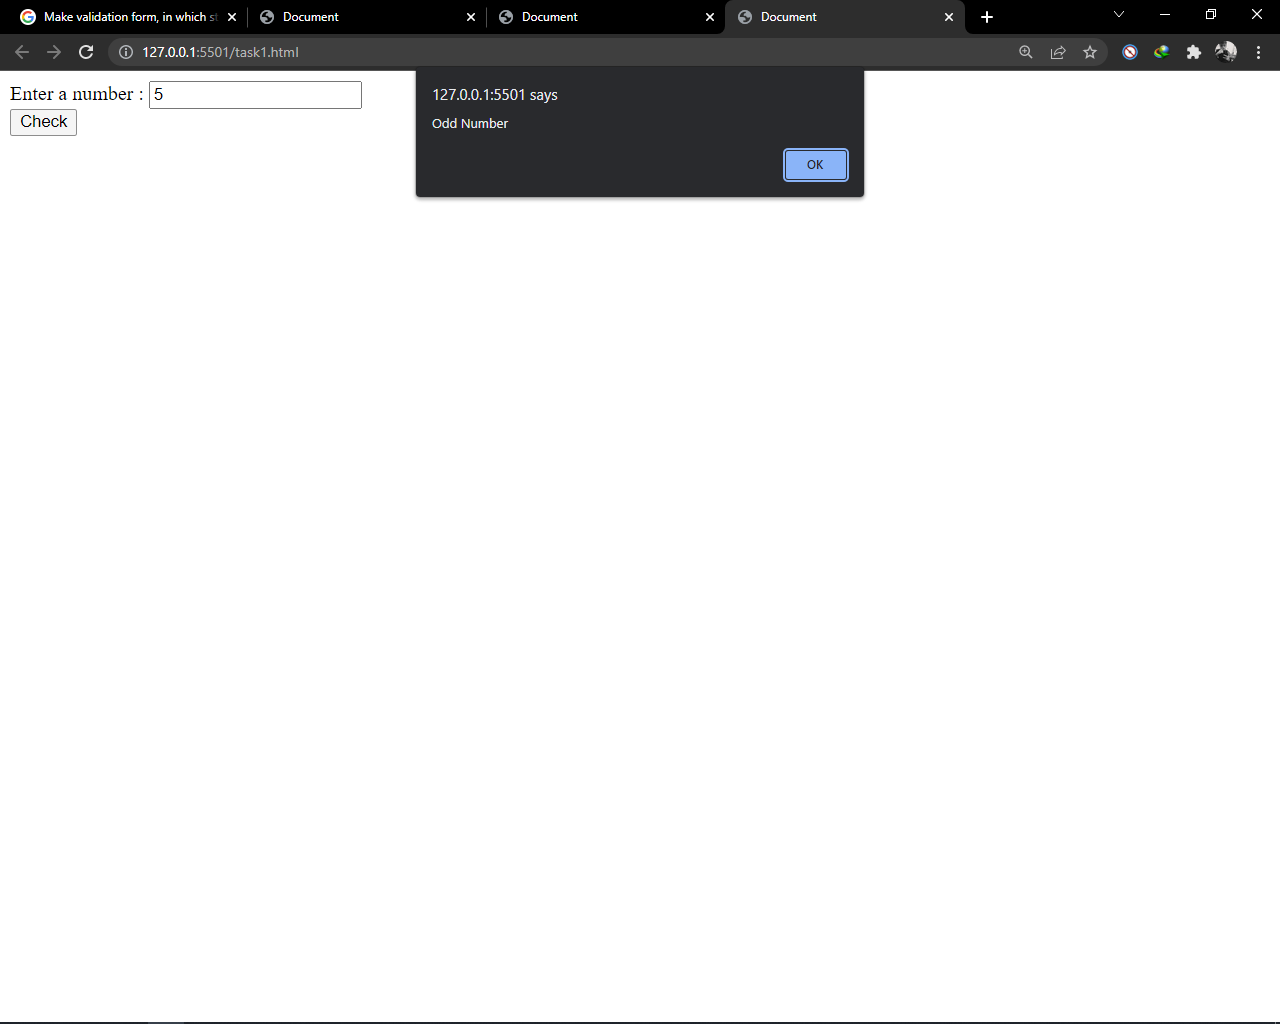 Make validation form, in which s
Document
Document
Document
127.0.0.1:5501/task1.html
Enter a number : 5
Check
127.0.0.1:5501 says
Odd Number
OK